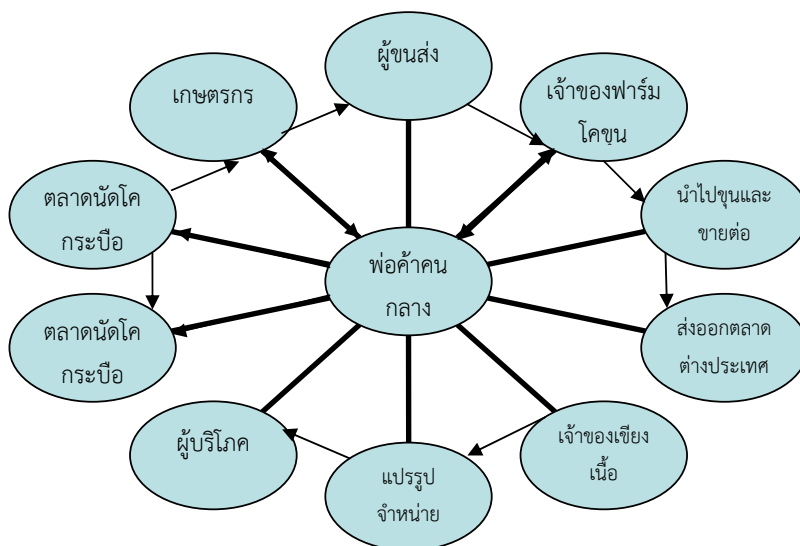 ผู้ขนส่ง
เกษตรกร
เจ้าของฟาร์ม
โคขุน
ตลาดนัดโค
กระบือ
นำไปขุนและ
ขายต่อ
พ่อค้าคน
กลาง
ตลาดนัดโค
กระบือ
ส่งออกตลาด
ต่างประเทศ
ผู้บริโภค
เจ้าของเขียง
เนื้อ
แปรรูป
จำหน่าย